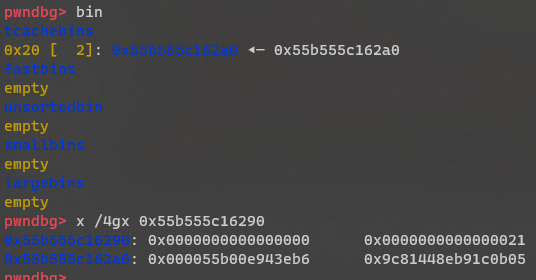 pwndbg> bin
tcachebins
0x20 [  2]: 0x55b555c162a0 ◂— 0x55b555c162a0
fastbins
empty
unsortedbin
empty
smallbins
empty
largebins
empty
pwndbg> x /4gx 0x55b555c16290
0x55b555c16290: 0x0000000000000000      0x0000000000000021
0x55b555c162a0: 0x000055b00e943eb6      0x9c81448eb91c0b05
pwndbg>